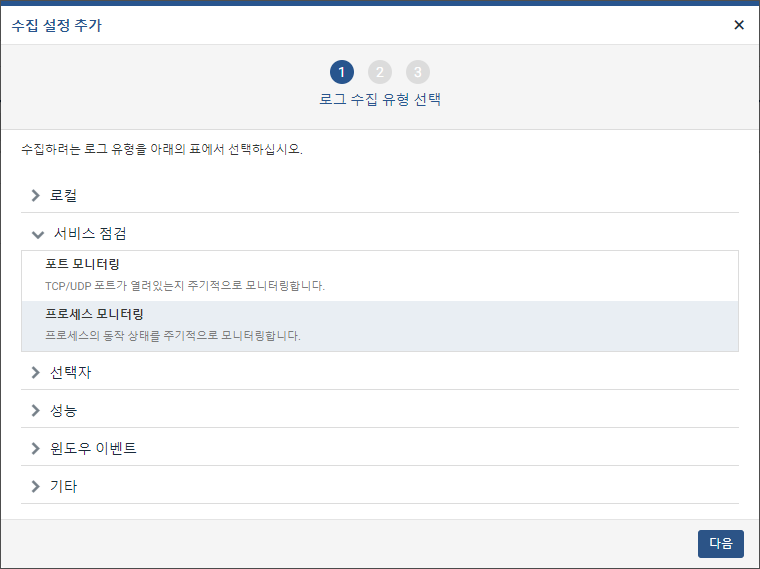 수집 설정 추가
1 2 3
로그 수집 유형 선택
수집하려는 로그 유형을 아래의 표에서 선택하십시오.
로컬
서비스 점검
포트 모니터링
TCP/UDP 포트가 열려있는지 주기적으로 모니터링합니다.
프로세스 모니터링
프로세스의 동작 상태를 주기적으로 모니터링합니다.
선택자
성능
윈도우 이벤트
기타
다음